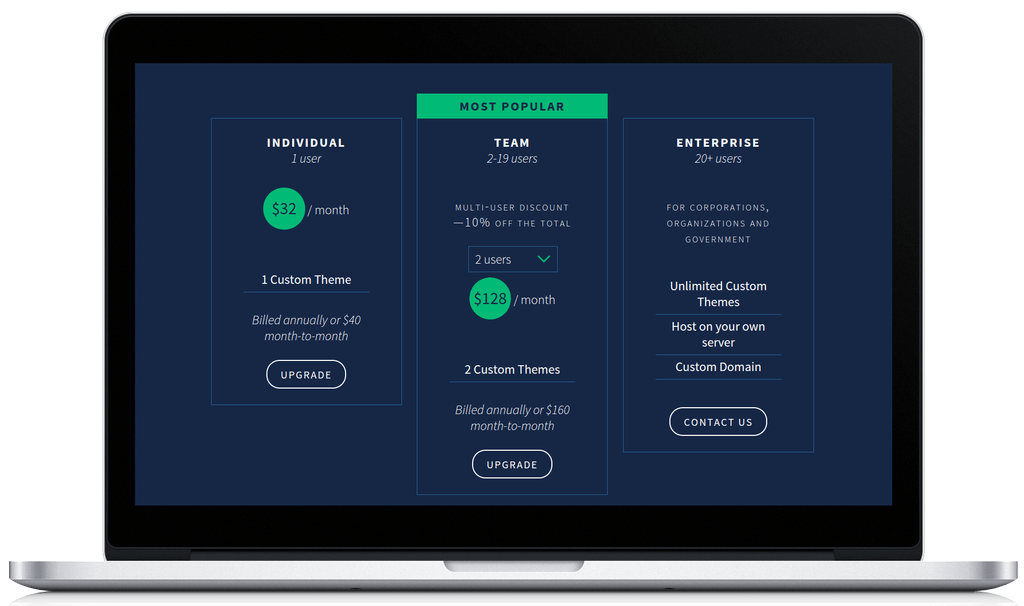 INDIVIDUAL
1 user
$32 / month
1 Custom Theme
Billed annually or $40
month-to-month
UPGRADE
MOST POPULAR
TEAM
2-19 users
MULTI-USER DISCOUNT
—10% OFF THE TOTAL
2 users
$128 / month
2 Custom Themes
Billed annually or $160
month-to-month
UPGRADE
ENTERPRISE
20+ users
FOR CORPORATIONS,
ORGANIZATIONS AND
GOVERNMENT
Unlimited Custom
Themes
Host on your own
server
Custom Domain
CONTACT US